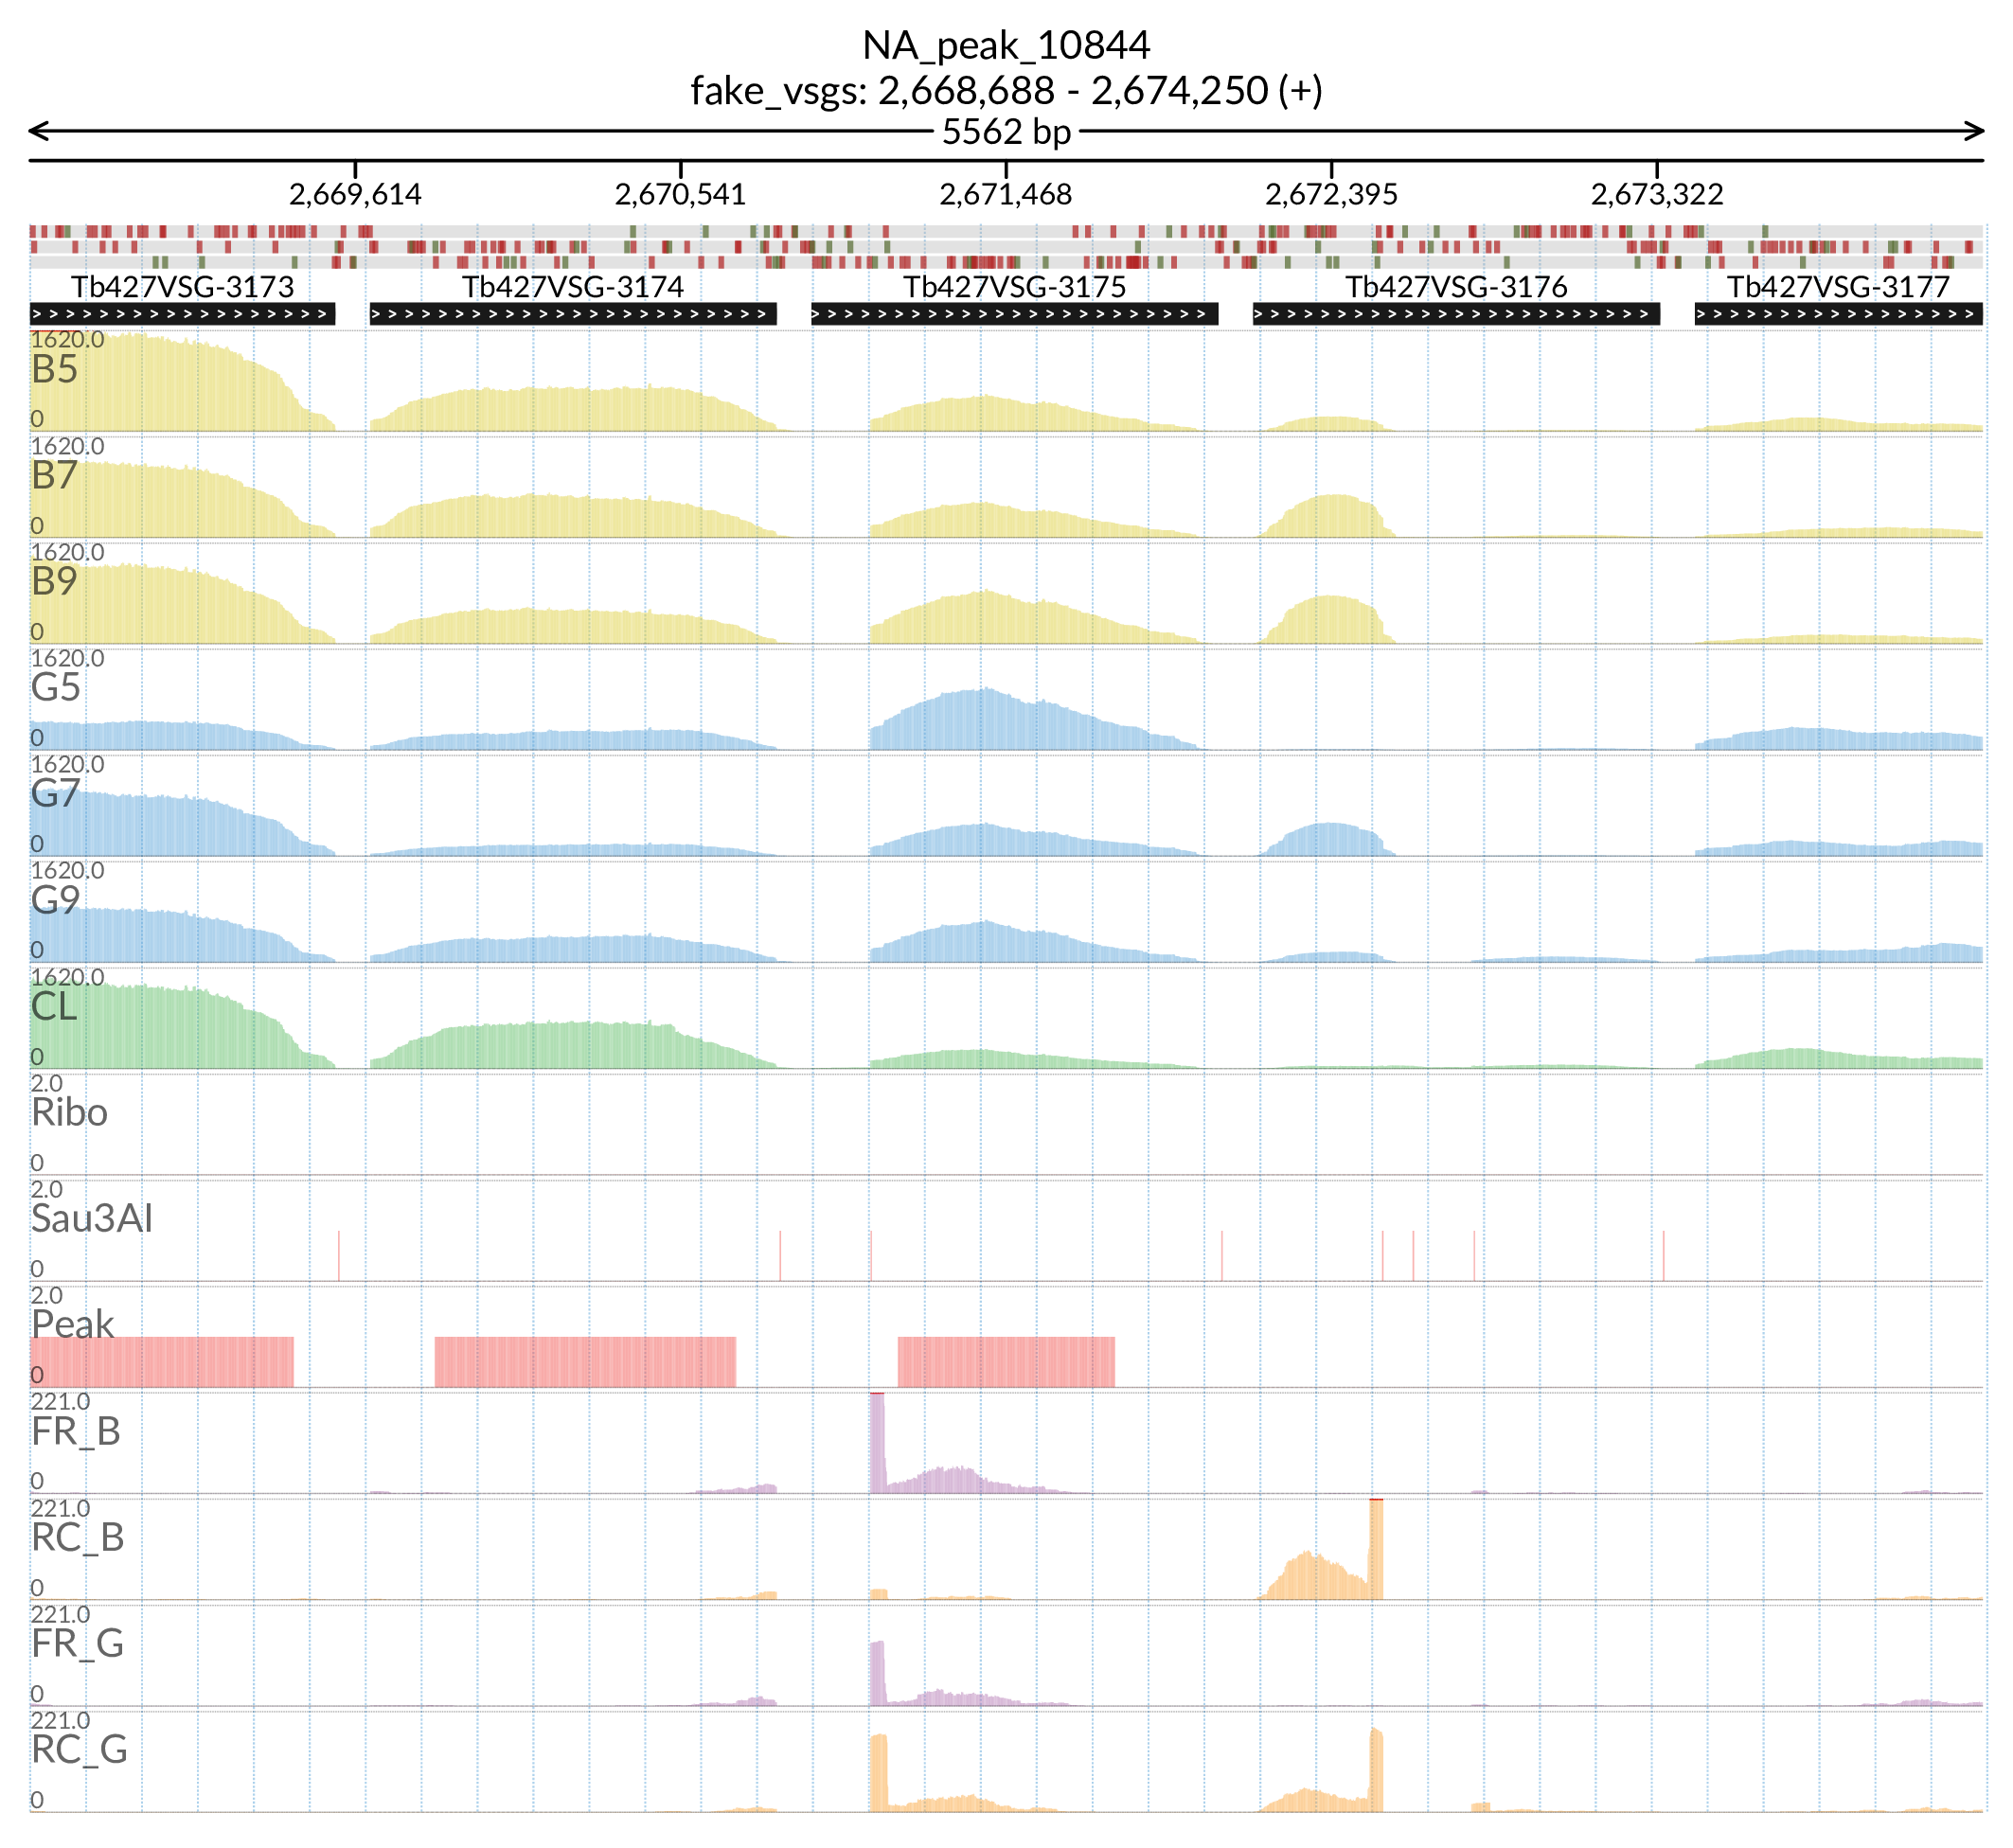 NA_peak_10844
fake_vsgs: 2,668,688 - 2,674,250 (+)
5562 bp
2,669,614 2,670,541 2,671,468 2,672,395 2,673,322
Tb427VSG-3173 Tb427VSG-3174 Tb427VSG-3175 Tb427VSG-3176 Tb427VSG-3177
1620.0
B5
0
1620.0
B7
0
1620.0
B9
0
1620.0
G5
0
1620.0
G7
0
1620.0
G9
0
1620.0
CL
0
2.0
Ribo
0
2.0
Sau3AI
0
2.0
Peak
0
221.0
FR_B
0
221.0
RC_B
0
221.0
FR_G
0
221.0
RC_G
0